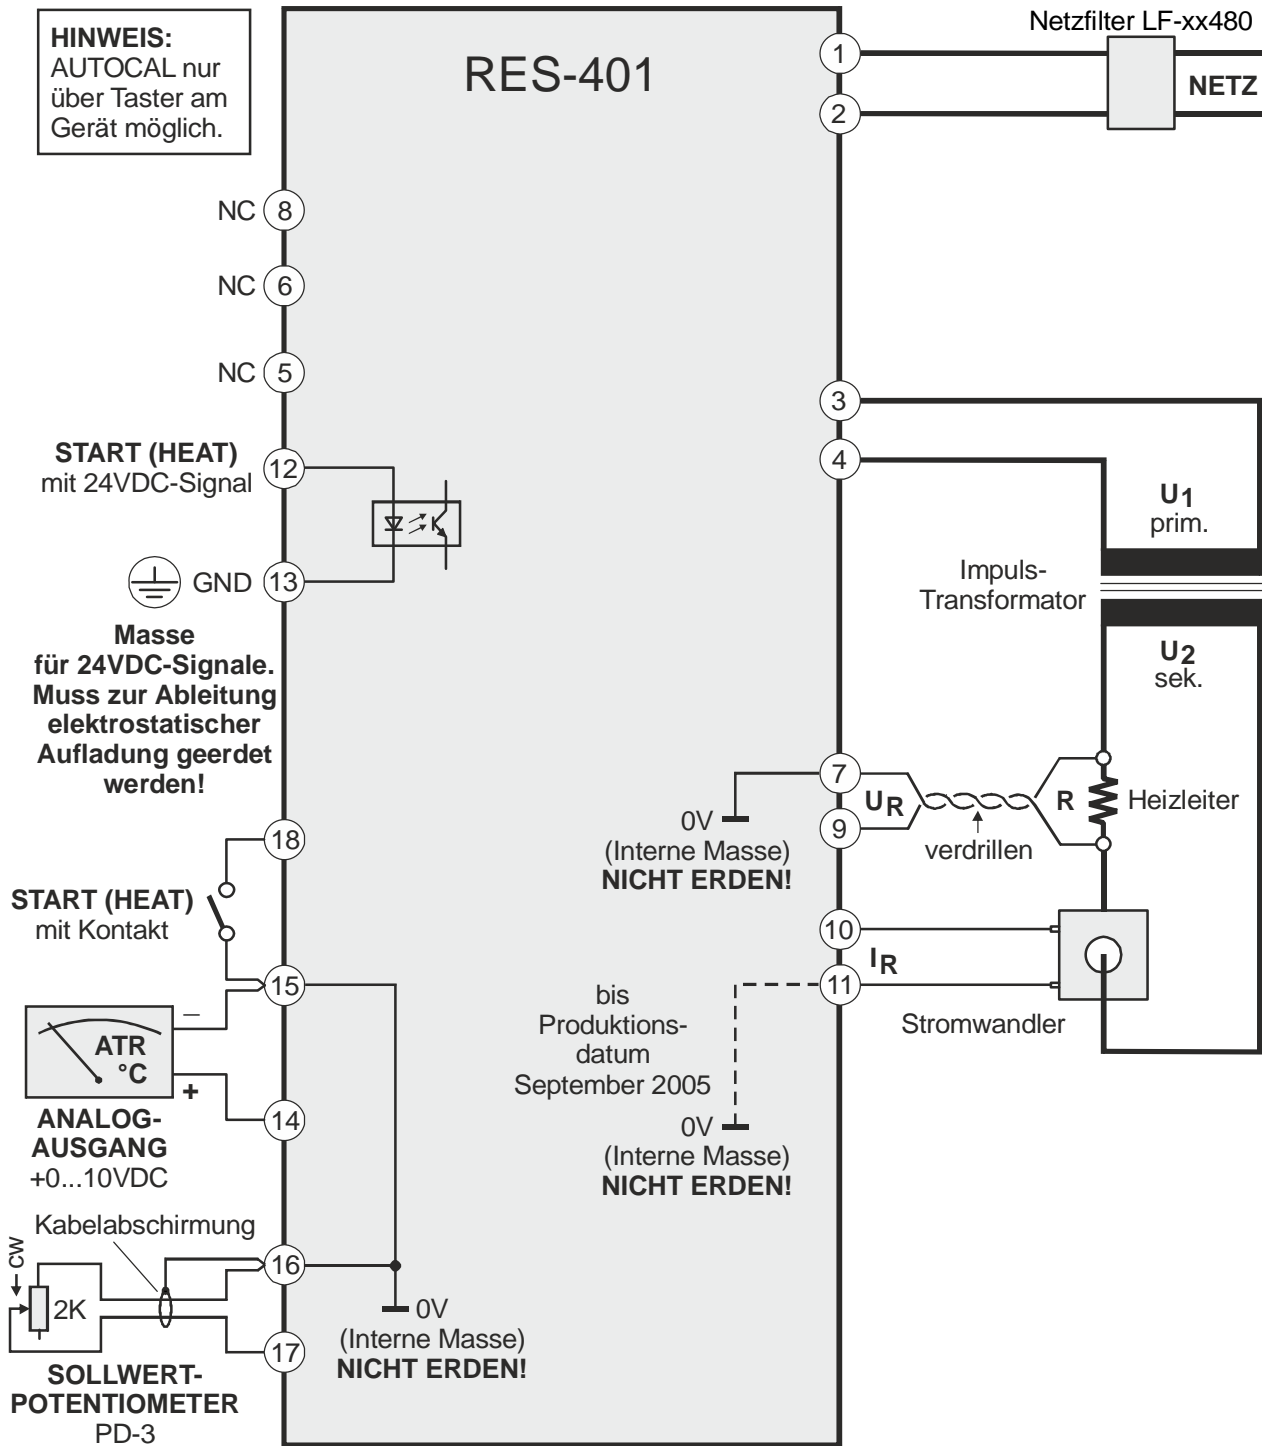 HINWEIS:
AUTOCAL nur
über Taster am
Gerät möglich.
RES-401
Netzfilter LF-xx480
NETZ
1
2
NC 8
NC 6
NC 5
3
4
START (HEAT)
mit 24VDC-Signal
12
GND 13
Masse
für 24VDC-Signale.
Muss zur Ableitung
elektrostatischer
Aufladung geerdet
werden!
U1
prim.
Impuls-
Transformator
U2
sek.
7
9
UR
R
Heizleiter
verdrillen
0V
(Interne Masse)
NICHT ERDEN!
18
START (HEAT)
mit Kontakt
15
10
IR
11
Stromwandler
bis
Produktions-
datum
September 2005
0V
(Interne Masse)
NICHT ERDEN!
–
ATR
°C
+
14
ANALOG-
AUSGANG
+0...10VDC
Kabelabschirmung
16
CW
2K
17
0V
(Interne Masse)
NICHT ERDEN!
SOLLWERT-
POTENTIOMETER
PD-3